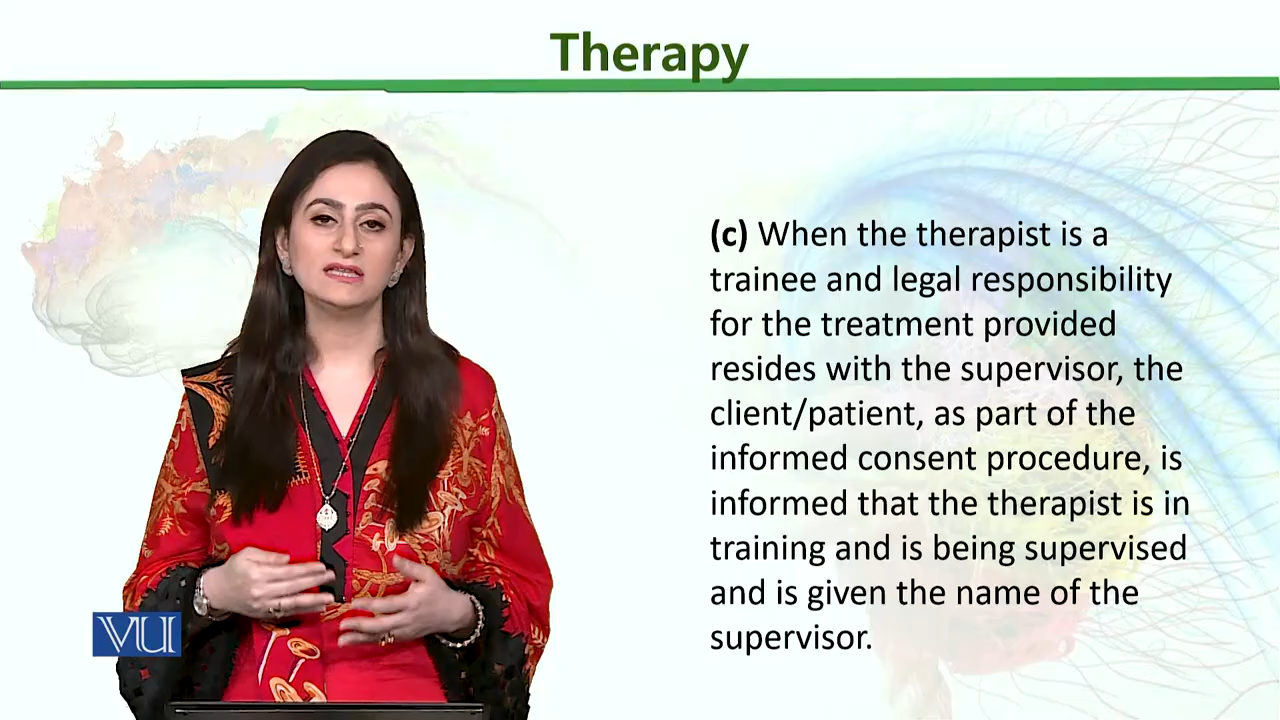 Therapy
(c) When the therapist is a
trainee and legal responsibility
for the treatment provided
resides with the supervisor, the
client/patient, as part of the
informed consent procedure, is
informed that the therapist is in
training and is being supervised
and is given the name of the
supervisor.
VU